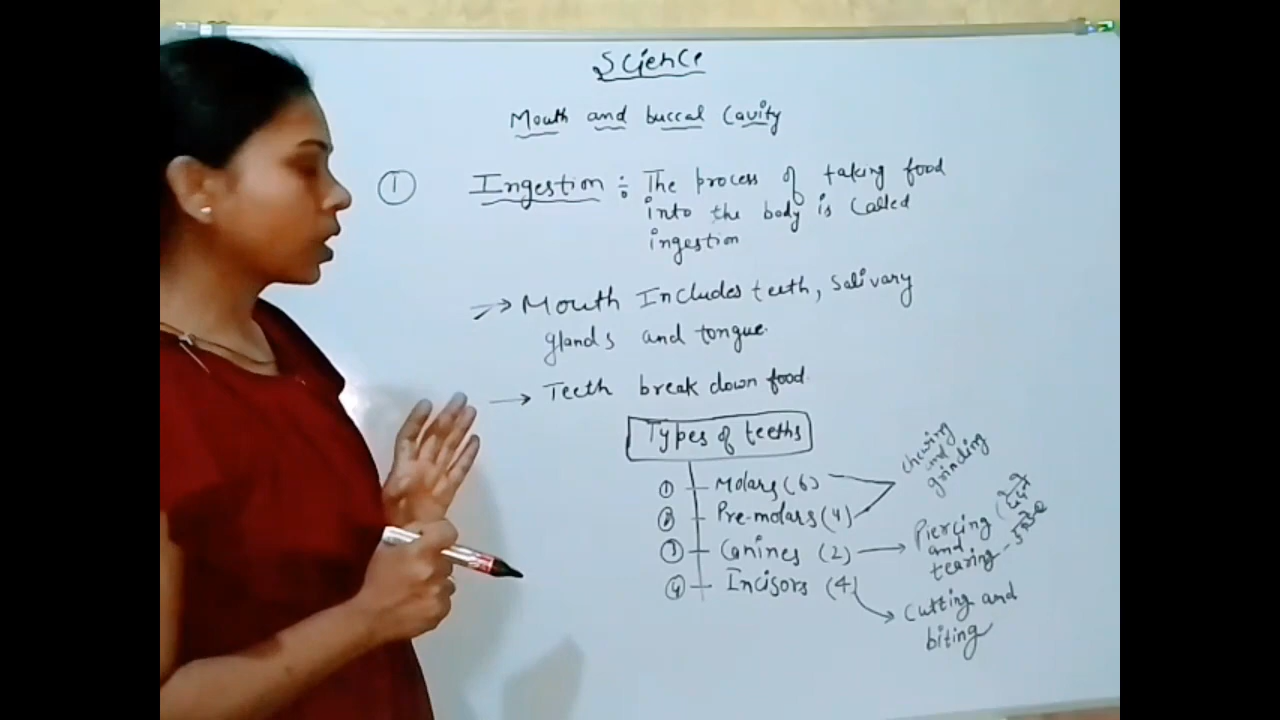 Science
Mouth and buccal Cavity
① Ingestion ÷ The process of taking food
into the body is Called
ingestion
→ Mouth Includes teeth, Salivary
glands and tongue.
→ Teeth break down food.
Types of teeths
① Molars (6)
② Pre-molars (4)
③ Canines (2)
④ Incisors (4)
chewing
and
grinding
Piercing
and
tearing -
Cutting and
biting